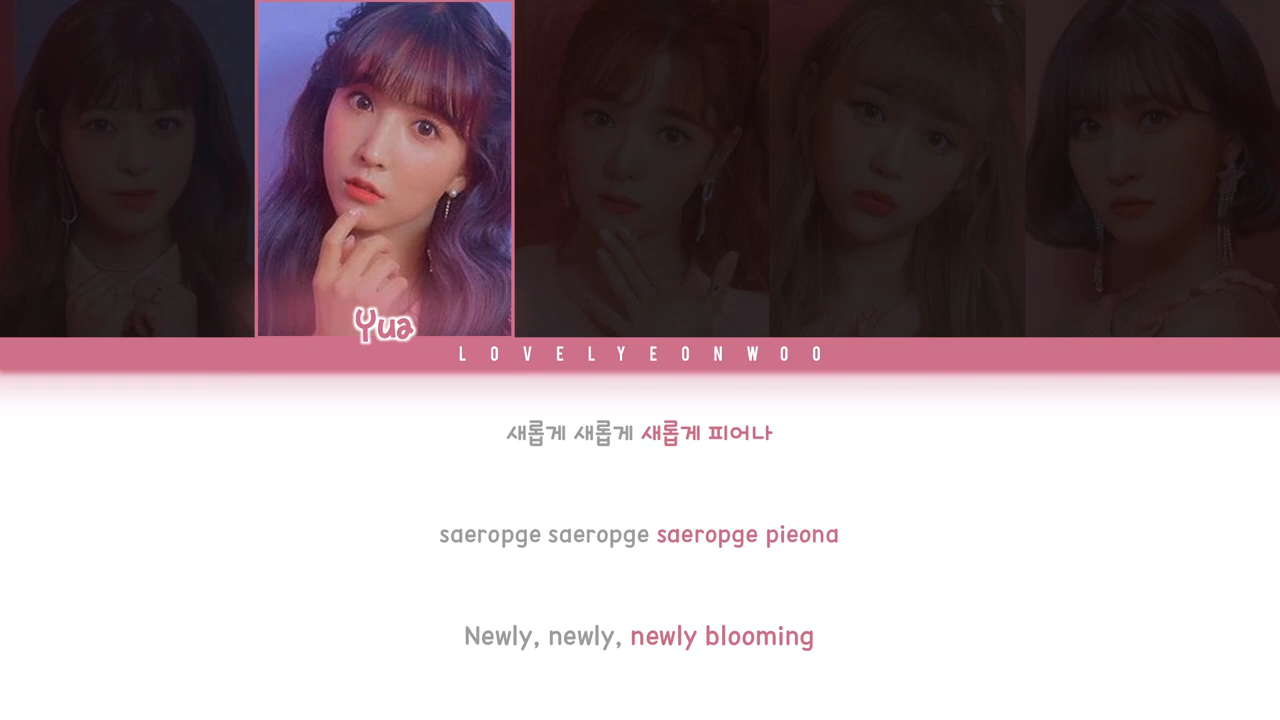 Yua
LOVELYEONWOO
새롭게 새롭게 새롭게 피어나
saeropge saeropge saeropge pieona
Newly, newly, newly blooming